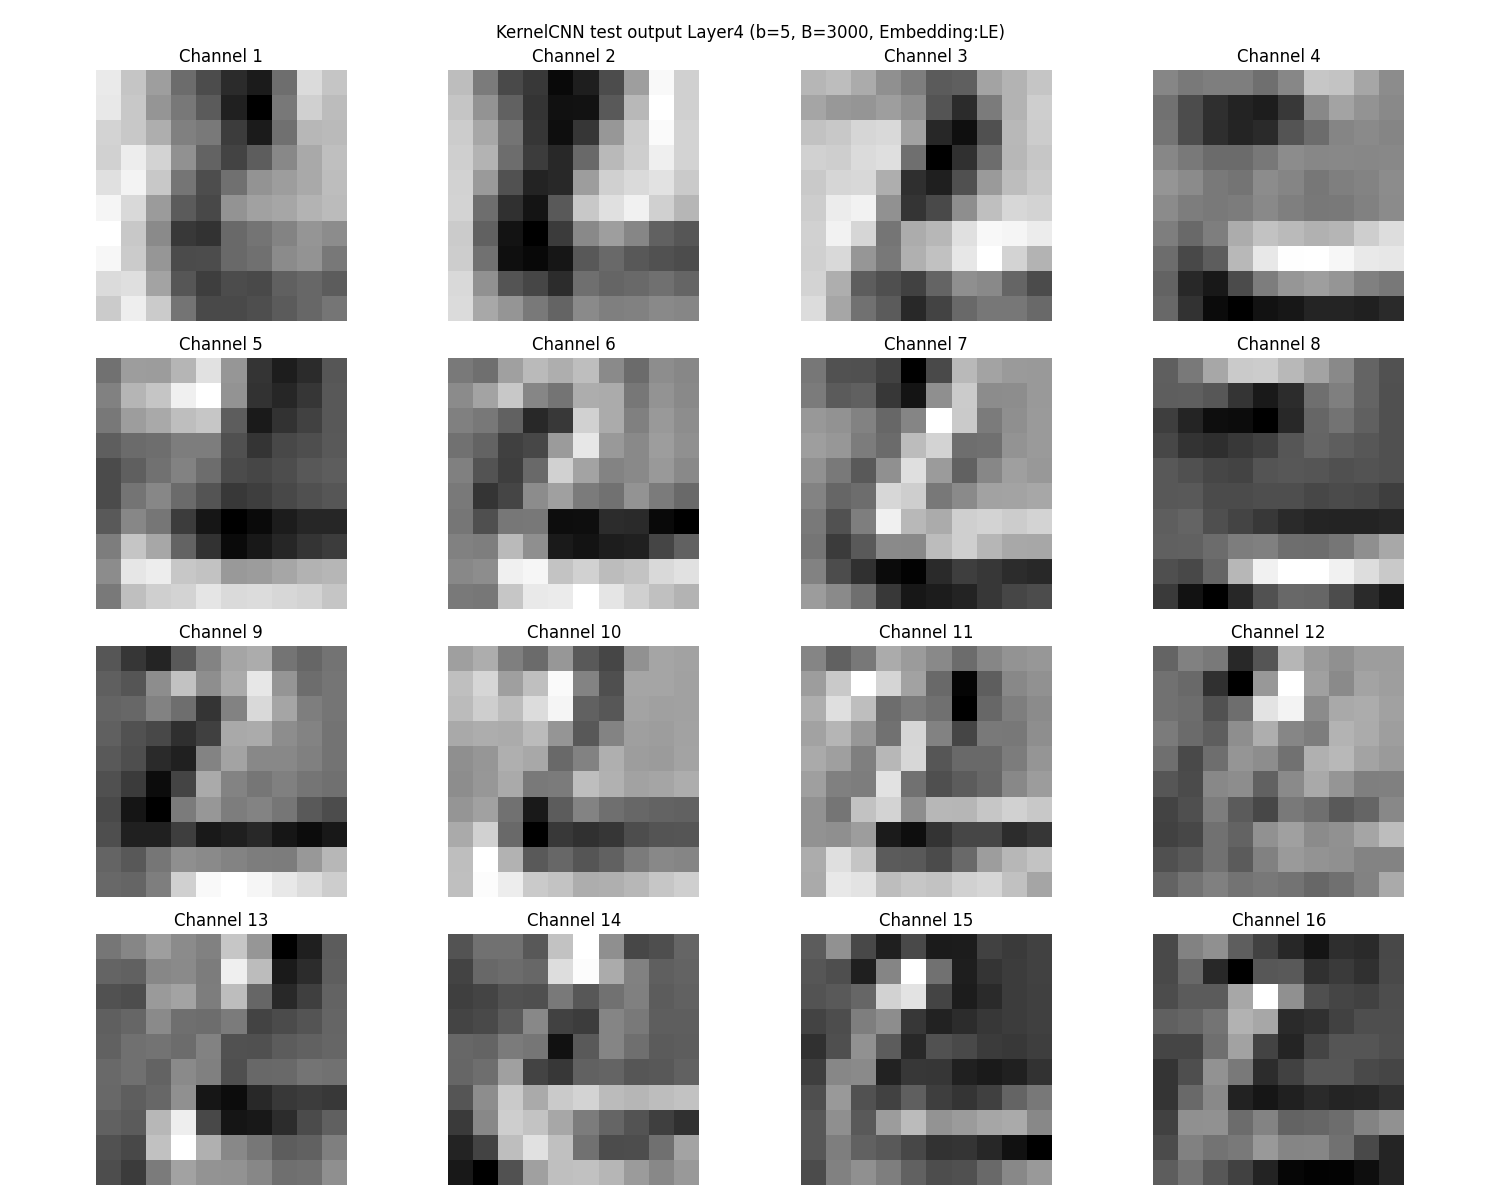 KernelCNN test output Layer4 (b=5, B=3000, Embedding:LE)
Channel 1 Channel 2 Channel 3 Channel 4
Channel 5 Channel 6 Channel 7 Channel 8
Channel 9 Channel 10 Channel 11 Channel 12
Channel 13 Channel 14 Channel 15 Channel 16